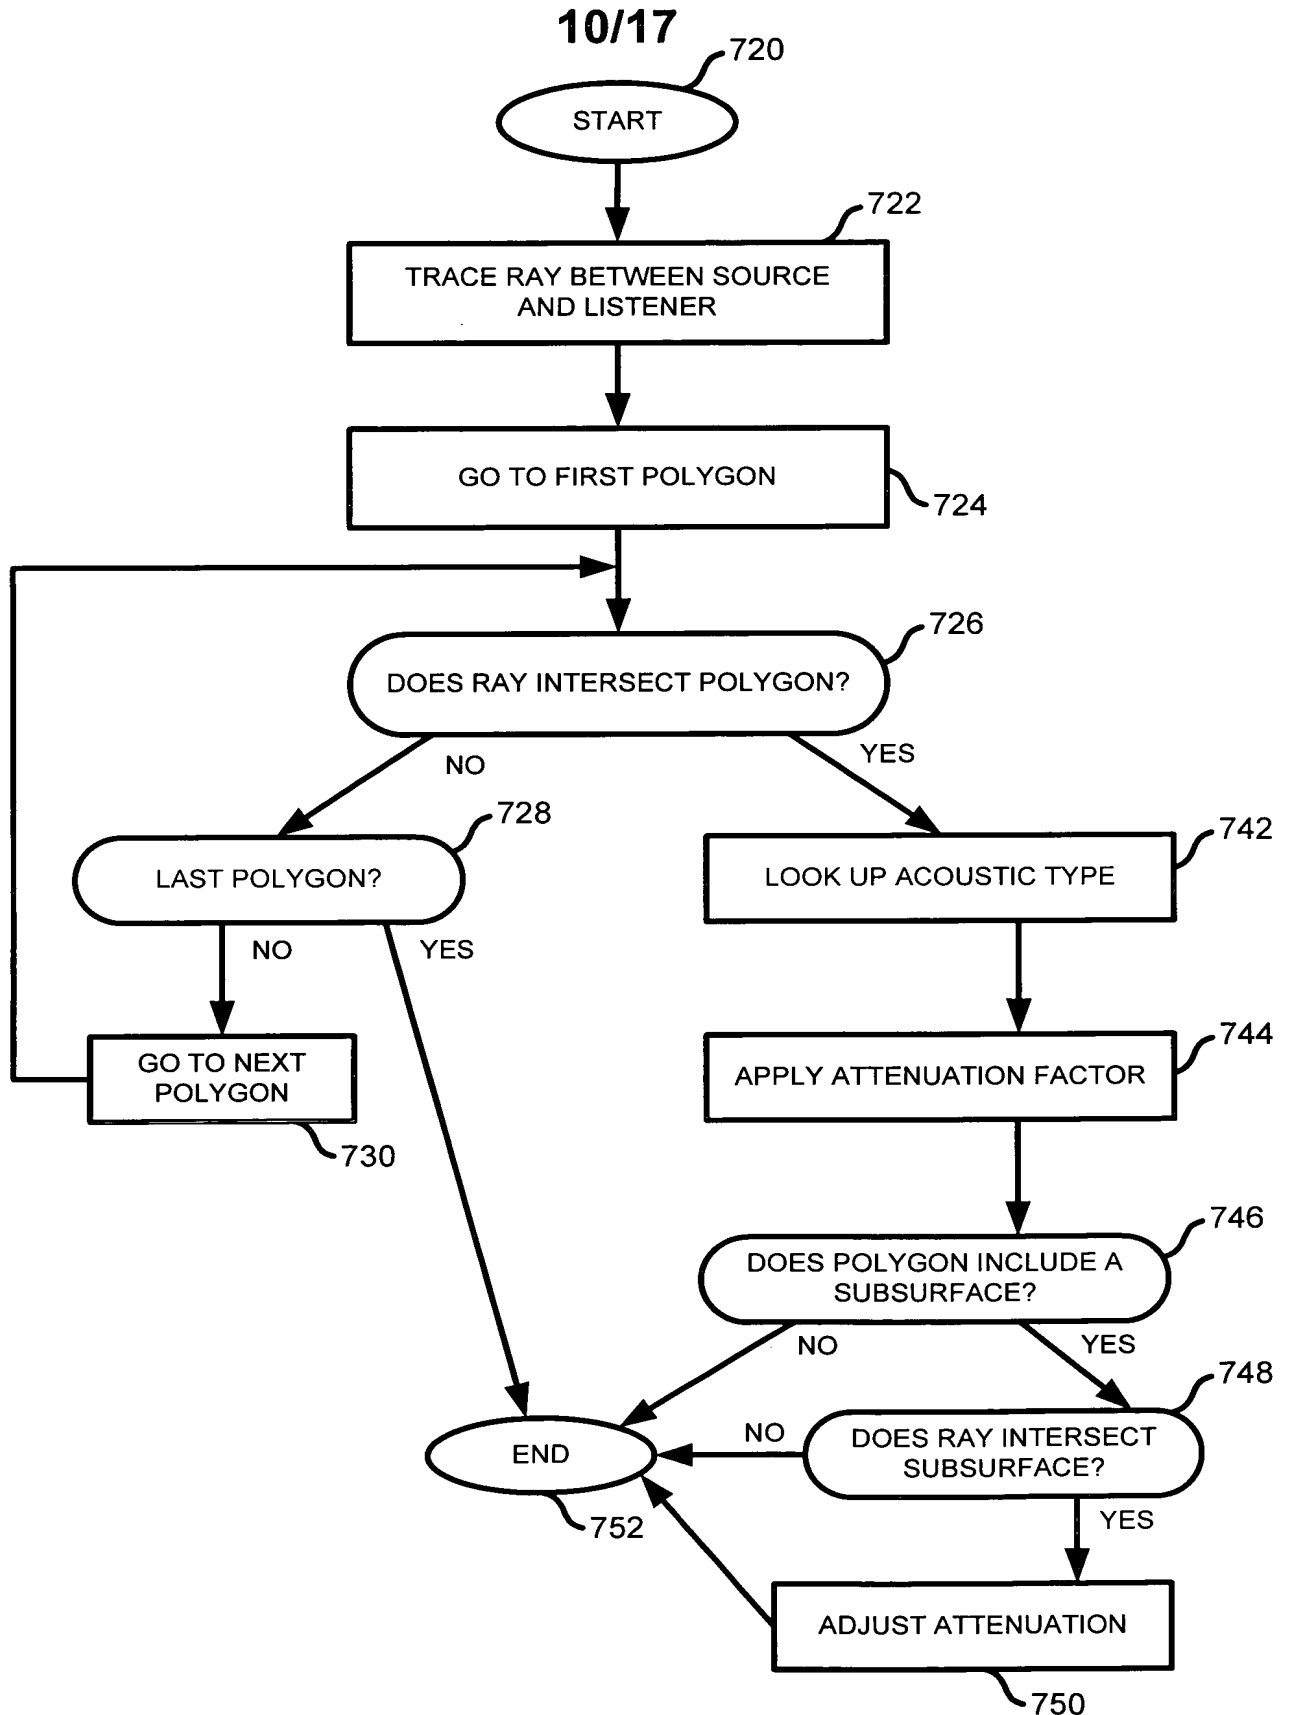 10/17
720
START
722
TRACE RAY BETWEEN SOURCE
AND LISTENER
GO TO FIRST POLYGON
724
726
DOES RAY INTERSECT POLYGON?
NO
YES
728
LAST POLYGON?
742
LOOK UP ACOUSTIC TYPE
NO
YES
744
GO TO NEXT
POLYGON
APPLY ATTENUATION FACTOR
730
746
DOES POLYGON INCLUDE A
SUBSURFACE?
NO
YES
748
NO
DOES RAY INTERSECT
SUBSURFACE?
END
752
YES
ADJUST ATTENUATION
750